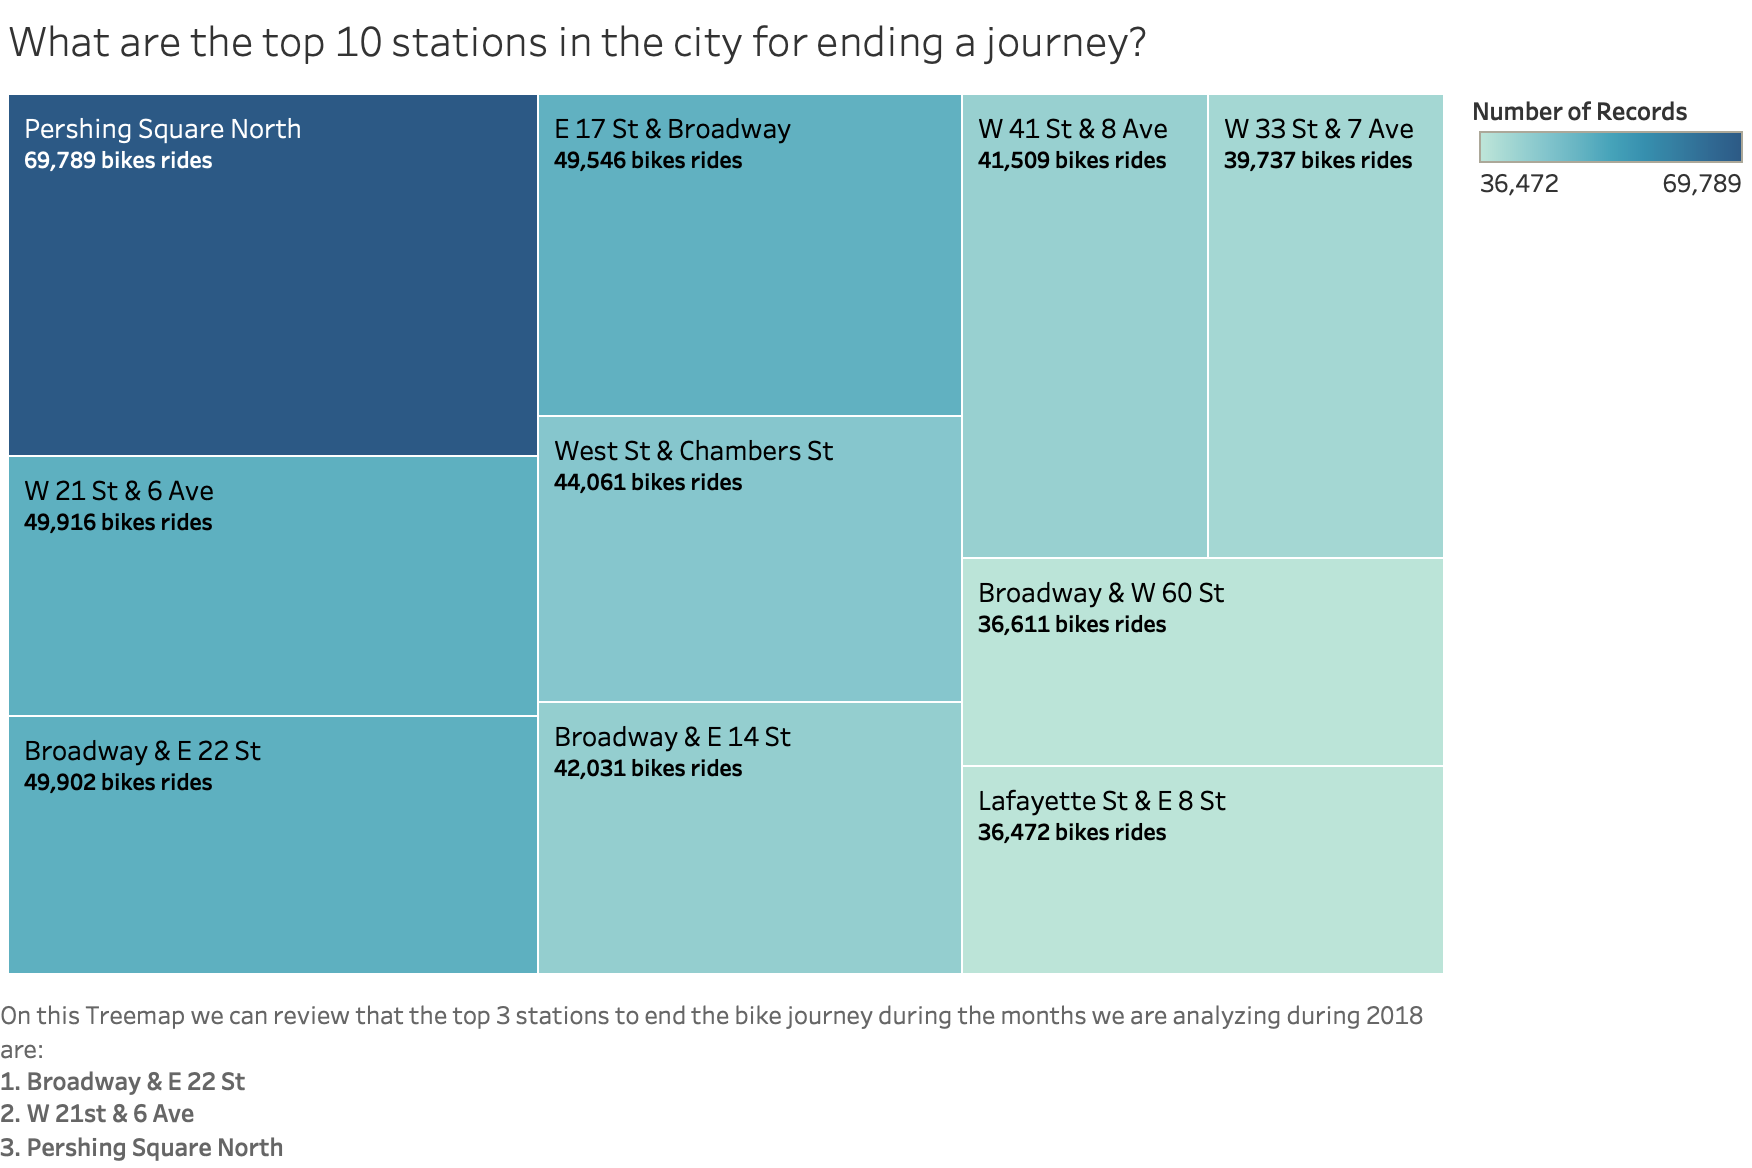 What are the top 10 stations in the city for ending a journey?
Pershing Square North
69,789 bikes rides
W 21 St & 6 Ave
49,916 bikes rides
Broadway & E 22 St
49,902 bikes rides
E 17 St & Broadway
49,546 bikes rides
West St & Chambers St
44,061 bikes rides
Broadway & E 14 St
42,031 bikes rides
W 41 St & 8 Ave
41,509 bikes rides
W 33 St & 7 Ave
39,737 bikes rides
Broadway & W 60 St
36,611 bikes rides
Lafayette St & E 8 St
36,472 bikes rides
Number of Records
36,472 69,789
On this Treemap we can review that the top 3 stations to end the bike journey during the months we are analyzing during 2018
are:
1. Broadway & E 22 St
2. W 21st & 6 Ave
3. Pershing Square North